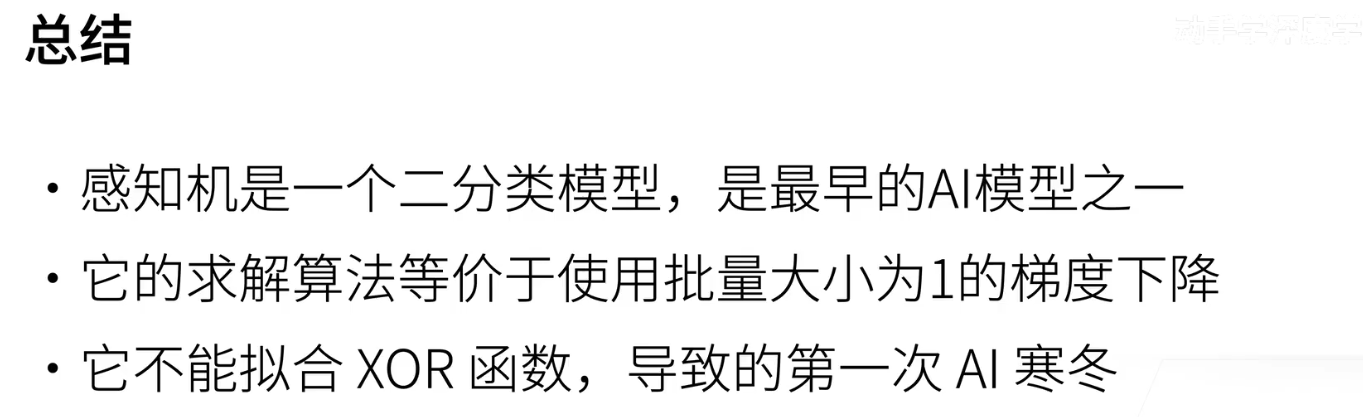 总结
• 感知机是一个二分类模型，是最早的AI模型之一
• 它的求解算法等价于使用批量大小为1的梯度下降
• 它不能拟合 XOR 函数，导致的第一次 AI 寒冬